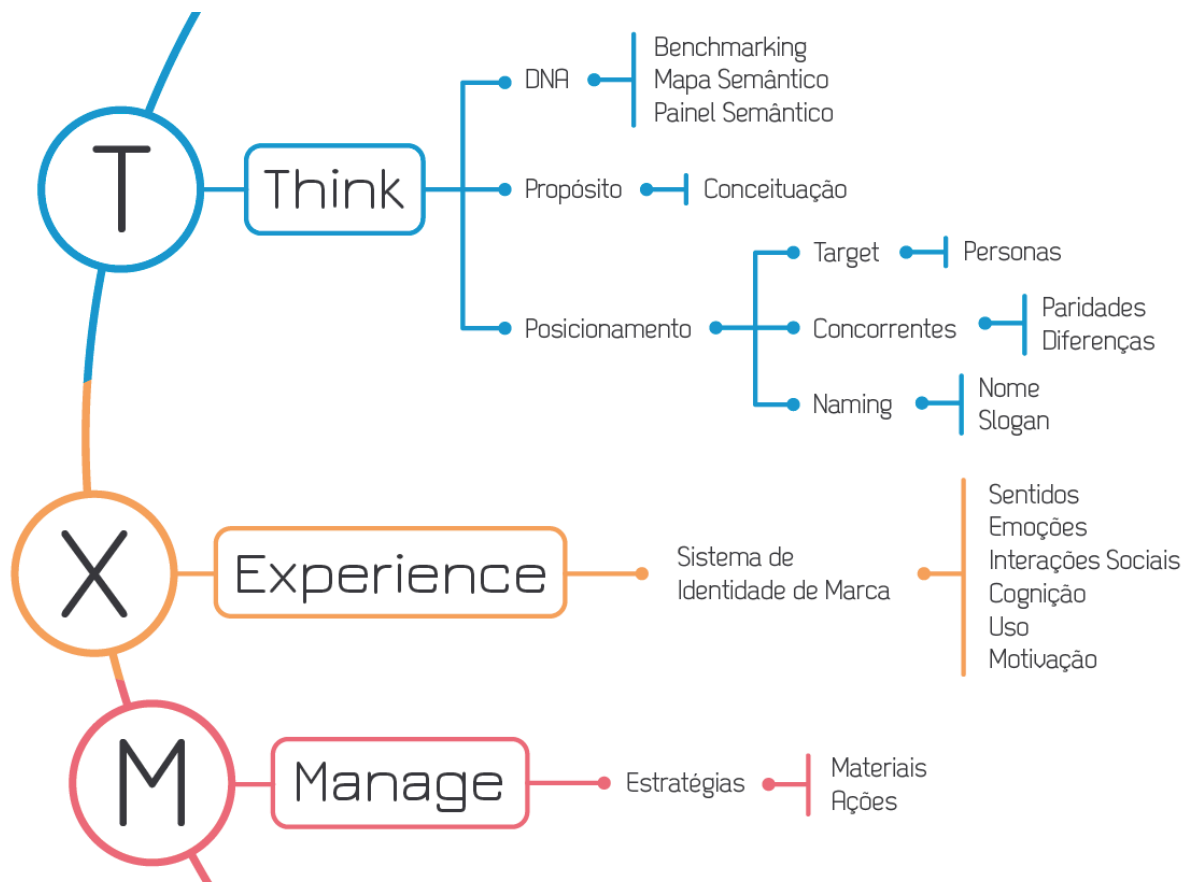 T
Think
DNA
Benchmarking
Mapa Semântico
Painel Semântico
Propósito
Conceituação
Posicionamento
Target
Personas
Concorrentes
Paridades
Diferenças
Naming
Nome
Slogan
X
Experience
Sistema de
Identidade de Marca
Sentidos
Emoções
Interações Sociais
Cognição
Uso
Motivação
M
Manage
Estratégias
Materiais
Ações